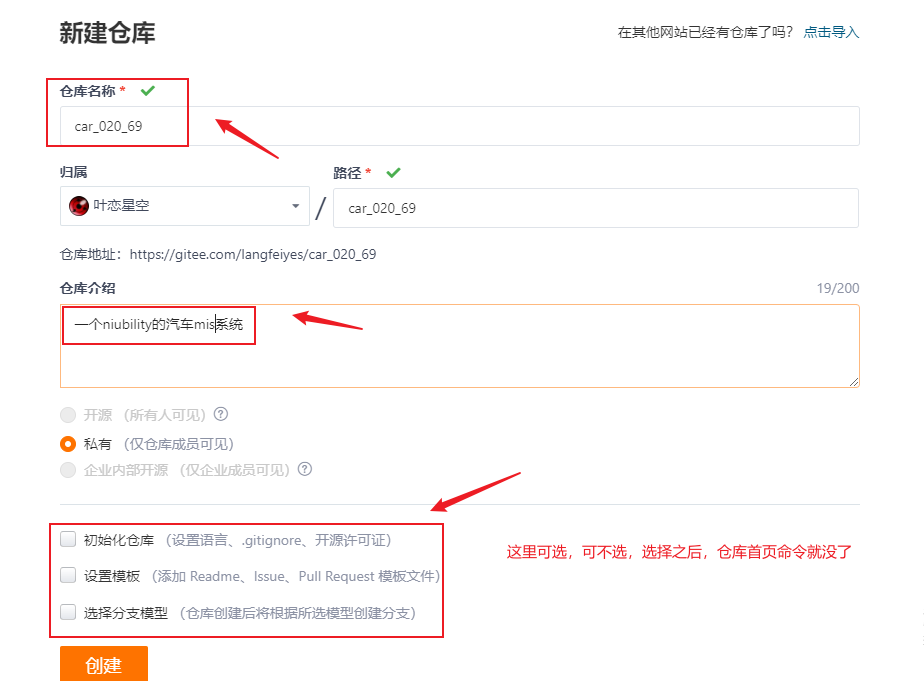 新建仓库
在其他网站已经有仓库了吗？ 点击导入
仓库名称 *
car_020_69
归属
路径 *
叶恋星空
/
car_020_69
仓库地址：https://gitee.com/langfeiyes/car_020_69
仓库介绍
19/200
一个niubility的汽车mis系统
开源 （所有人可见） ?
私有 （仅仓库成员可见）
企业内部开源 （仅企业成员可见） ?
初始化仓库 （设置语言、.gitignore、开源许可证）
这里可选，可不选，选择之后，仓库首页命令就没了
设置模板 （添加 Readme、Issue、Pull Request 模板文件）
选择分支模型 （仓库创建后将根据所选模型创建分支）
创建